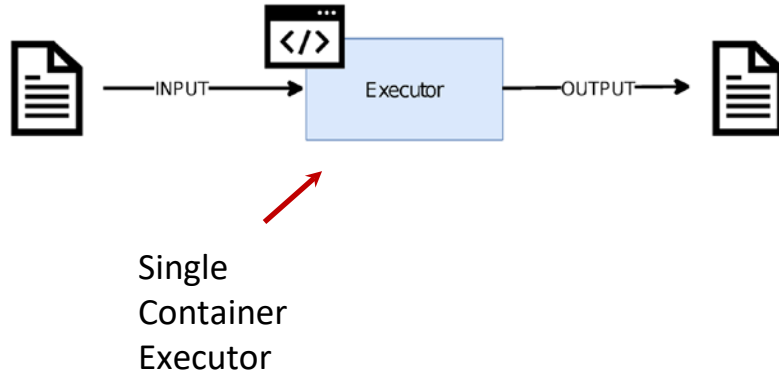 </>
INPUT
Executor
OUTPUT
Single
Container
Executor